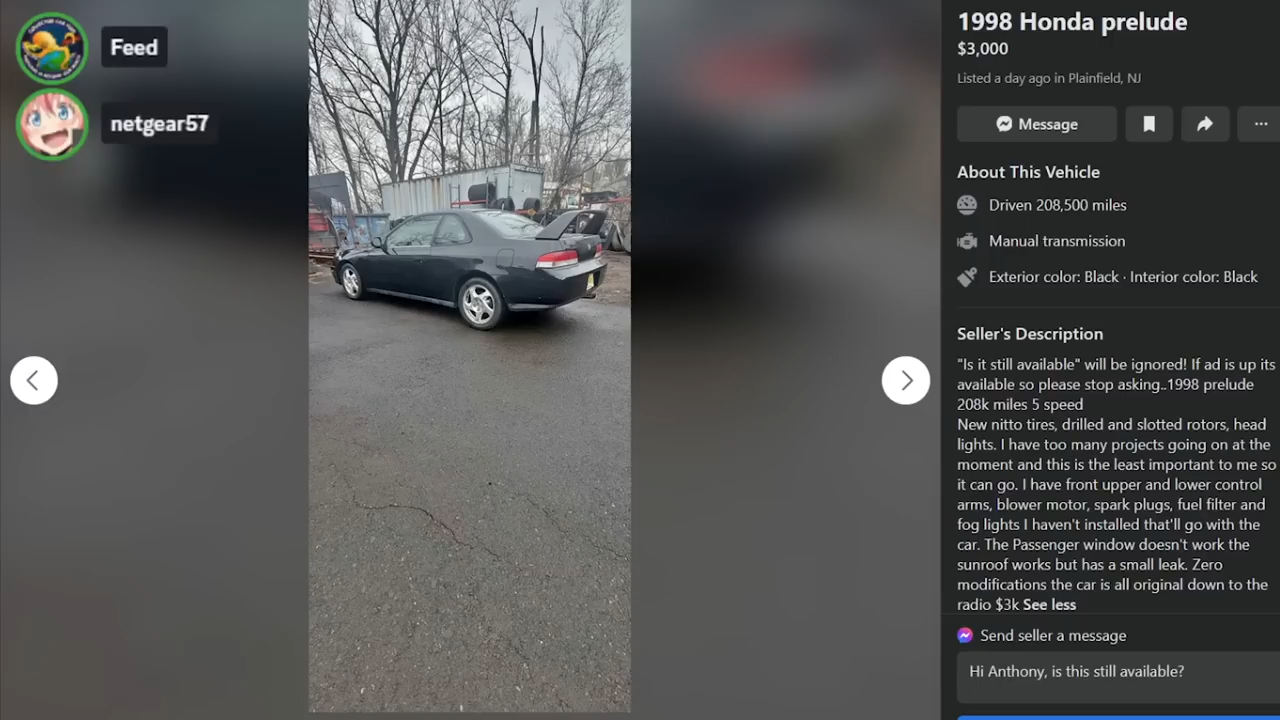 Feed
netgear57
1998 Honda prelude
$3,000
Listed a day ago in Plainfield, NJ
Message
About This Vehicle
Driven 208,500 miles
Manual transmission
Exterior color: Black · Interior color: Black
Seller's Description
"Is it still available" will be ignored! If ad is up its
available so please stop asking..1998 prelude
208k miles 5 speed
New nitto tires, drilled and slotted rotors, head
lights. I have too many projects going on at the
moment and this is the least important to me so
it can go. I have front upper and lower control
arms, blower motor, spark plugs, fuel filter and
fog lights I haven't installed that'll go with the
car. The Passenger window doesn't work the
sunroof works but has a small leak. Zero
modifications the car is all original down to the
radio $3k See less
Send seller a message
Hi Anthony, is this still available?